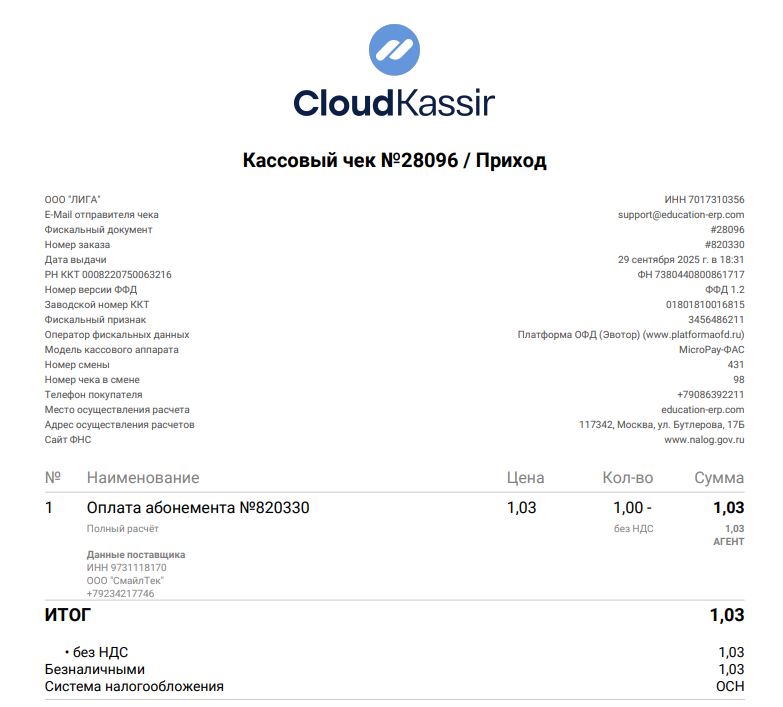 CloudKassir
Кассовый чек №28096 / Приход
ООО "ЛИГА" ИНН 7017310356
E-Mail отправителя чека support@education-erp.com
Фискальный документ #28096
Номер заказа #820330
Дата выдачи 29 сентября 2025 г. в 18:31
РН ККТ 0008220750063216 ФН 7380440800861717
Номер версии ФФД ФФД 1.2
Заводской номер ККТ 01801810016815
Фискальный признак 3456486211
Оператор фискальных данных Платформа ОФД (Эвотор) (www.platformaofd.ru)
Модель кассового аппарата MicroPay-ФАС
Номер смены 431
Номер чека в смене 98
Телефон покупателя +79086392211
Место осуществления расчета education-erp.com
Адрес осуществления расчетов 117342, Москва, ул. Бутлерова, 17Б
Сайт ФНС www.nalog.gov.ru
№ Наименование Цена Кол-во Сумма
1 Оплата абонемента №820330 1,03 1,00 - 1,03
Полный расчёт без НДС 1,03
АГЕНТ
Данные поставщика
ИНН 9731118170
ООО "СмайлТек"
+79234217746
ИТОГ 1,03
• без НДС 1,03
Безналичными 1,03
Система налогообложения ОСН